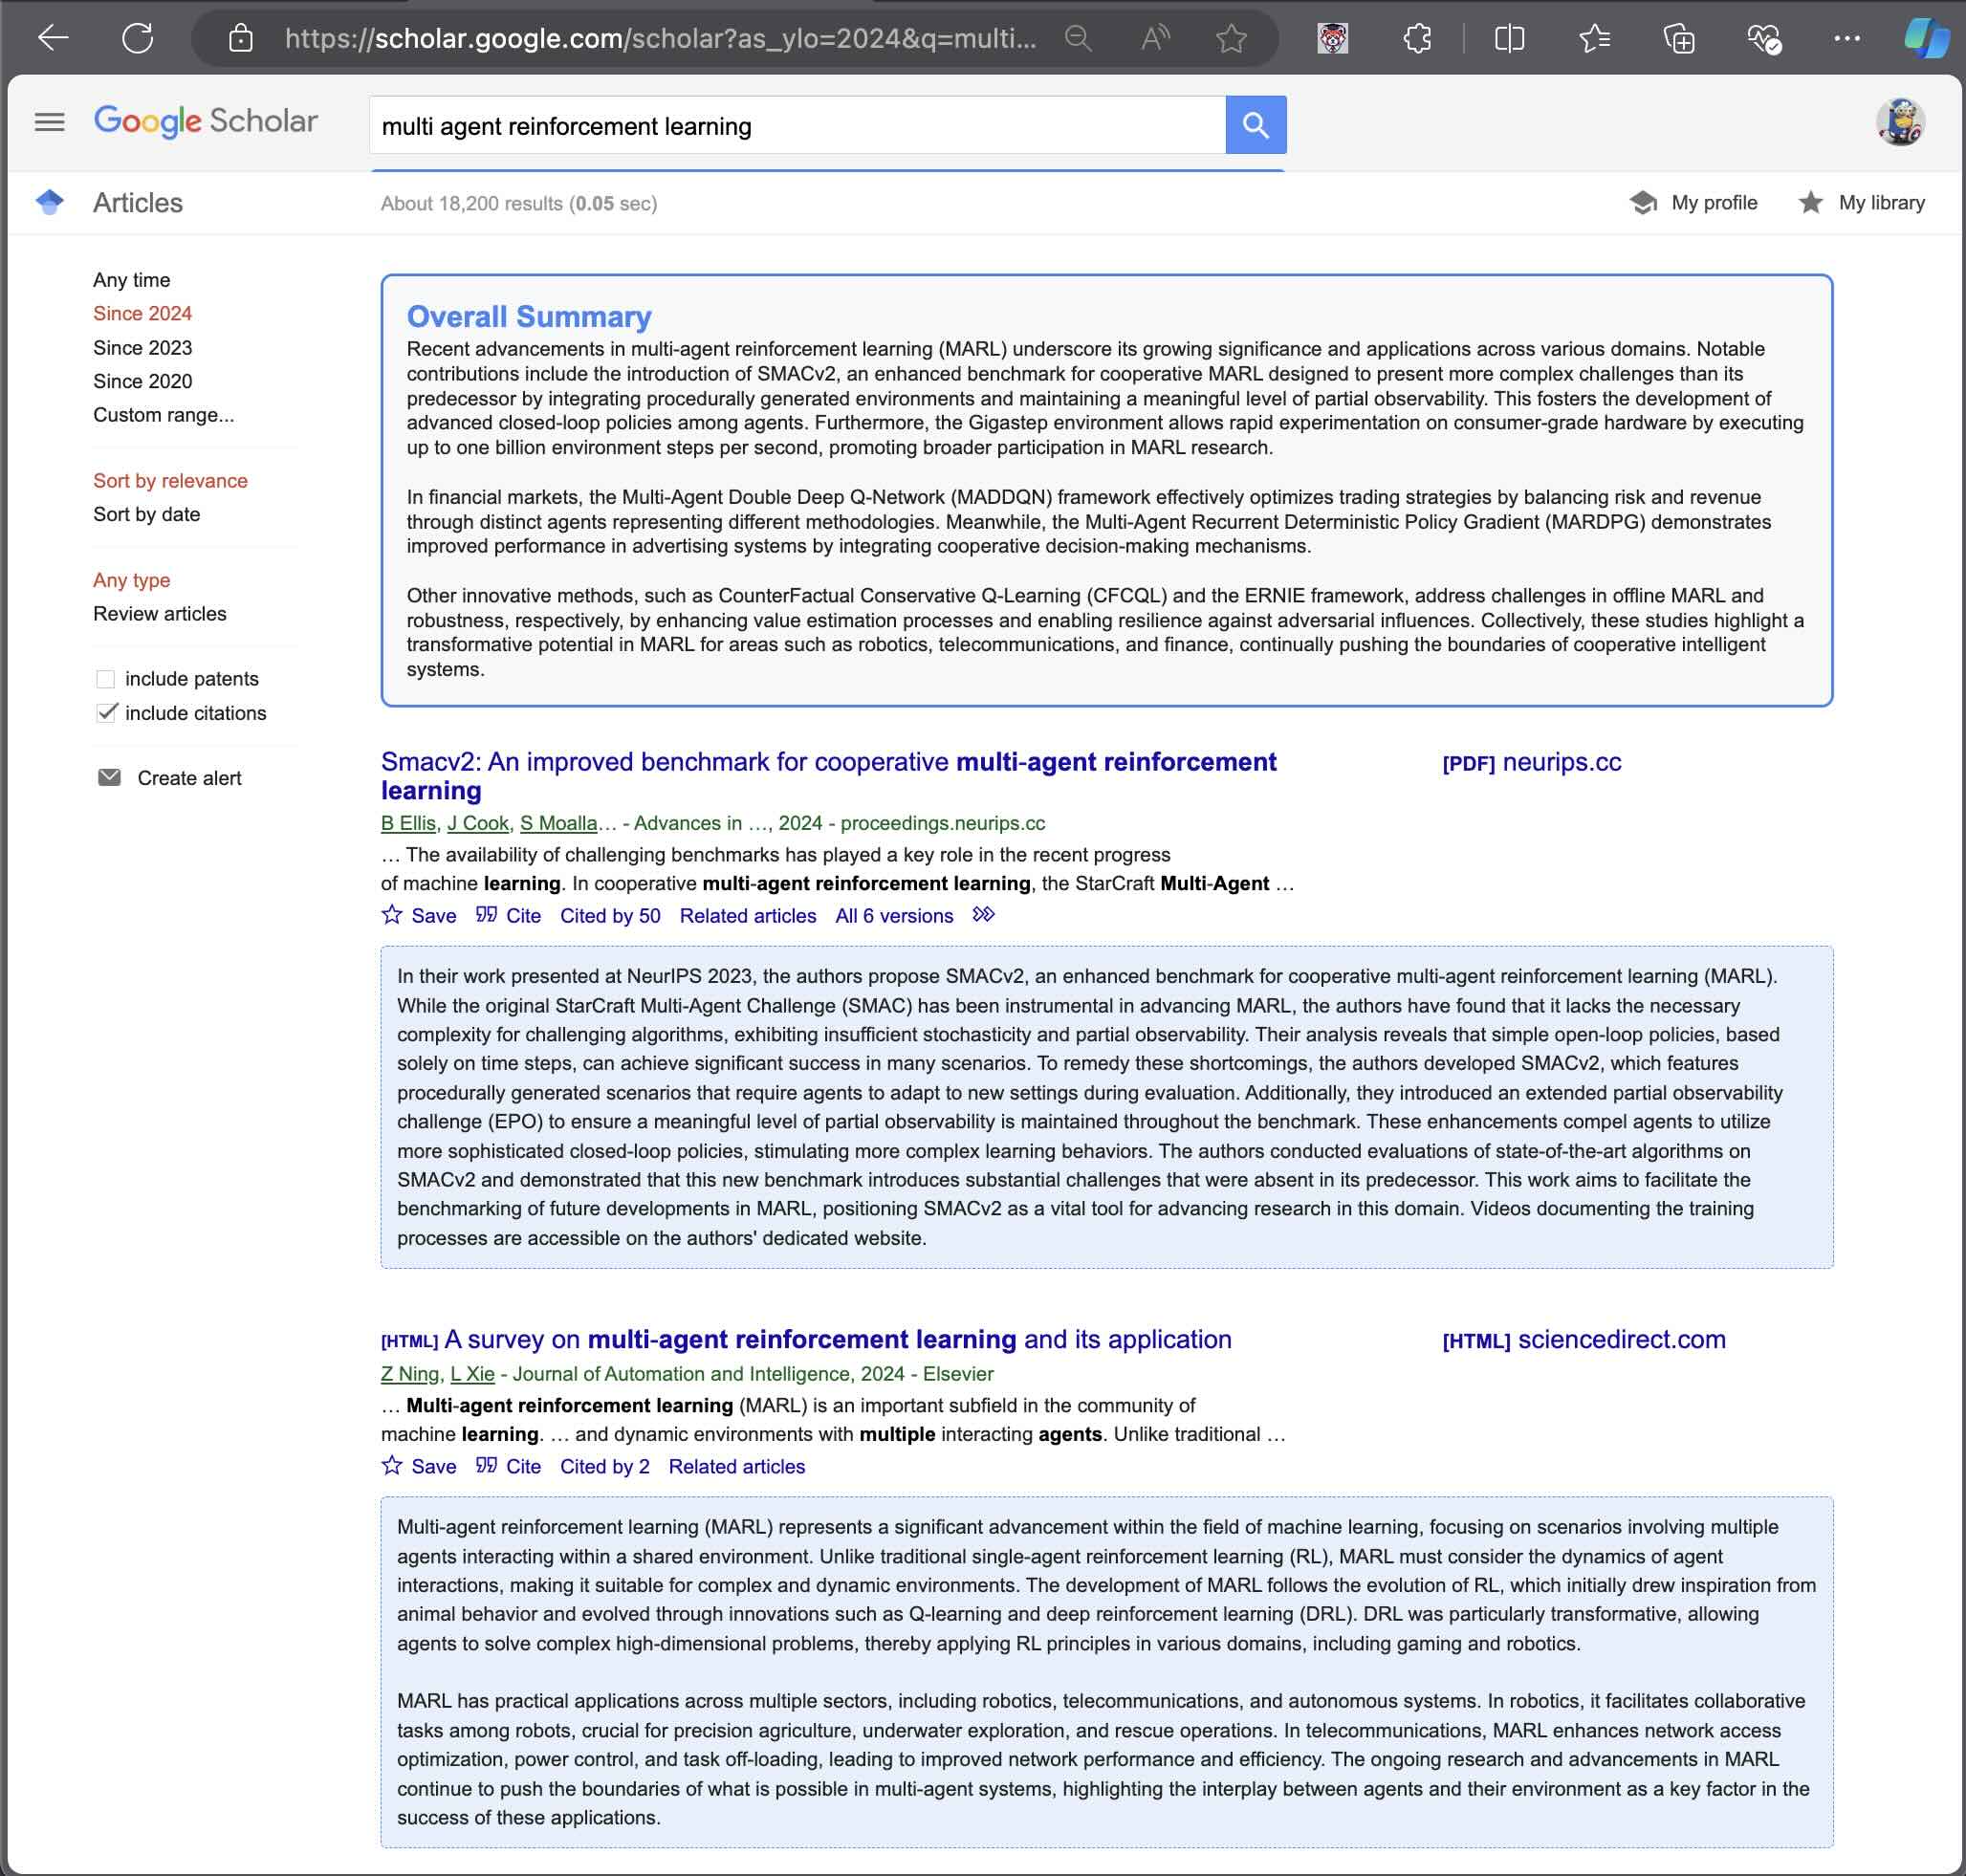 https://scholar.google.com/scholar?as_ylo=2024&q=multi...
Google Scholar
multi agent reinforcement learning
Articles
About 18,200 results (0.05 sec)
My profile
My library
Any time
Since 2024
Since 2023
Since 2020
Custom range...
Sort by relevance
Sort by date
Any type
Review articles
include patents
include citations
Create alert
Overall Summary
Recent advancements in multi-agent reinforcement learning (MARL) underscore its growing significance and applications across various domains. Notable
contributions include the introduction of SMACv2, an enhanced benchmark for cooperative MARL designed to present more complex challenges than its
predecessor by integrating procedurally generated environments and maintaining a meaningful level of partial observability. This fosters the development of
advanced closed-loop policies among agents. Furthermore, the Gigastep environment allows rapid experimentation on consumer-grade hardware by executing
up to one billion environment steps per second, promoting broader participation in MARL research.
In financial markets, the Multi-Agent Double Deep Q-Network (MADDQN) framework effectively optimizes trading strategies by balancing risk and revenue
through distinct agents representing different methodologies. Meanwhile, the Multi-Agent Recurrent Deterministic Policy Gradient (MARDPG) demonstrates
improved performance in advertising systems by integrating cooperative decision-making mechanisms.
Other innovative methods, such as CounterFactual Conservative Q-Learning (CFCQL) and the ERNIE framework, address challenges in offline MARL and
robustness, respectively, by enhancing value estimation processes and enabling resilience against adversarial influences. Collectively, these studies highlight a
transformative potential in MARL for areas such as robotics, telecommunications, and finance, continually pushing the boundaries of cooperative intelligent
systems.
Smacv2: An improved benchmark for cooperative multi-agent reinforcement
learning
[PDF] neurips.cc
B Ellis, J Cook, S Moalla… - Advances in …, 2024 - proceedings.neurips.cc
… The availability of challenging benchmarks has played a key role in the recent progress
of machine learning. In cooperative multi-agent reinforcement learning, the StarCraft Multi-Agent …
Save Cite Cited by 50 Related articles All 6 versions
In their work presented at NeurIPS 2023, the authors propose SMACv2, an enhanced benchmark for cooperative multi-agent reinforcement learning (MARL).
While the original StarCraft Multi-Agent Challenge (SMAC) has been instrumental in advancing MARL, the authors have found that it lacks the necessary
complexity for challenging algorithms, exhibiting insufficient stochasticity and partial observability. Their analysis reveals that simple open-loop policies, based
solely on time steps, can achieve significant success in many scenarios. To remedy these shortcomings, the authors developed SMACv2, which features
procedurally generated scenarios that require agents to adapt to new settings during evaluation. Additionally, they introduced an extended partial observability
challenge (EPO) to ensure a meaningful level of partial observability is maintained throughout the benchmark. These enhancements compel agents to utilize
more sophisticated closed-loop policies, stimulating more complex learning behaviors. The authors conducted evaluations of state-of-the-art algorithms on
SMACv2 and demonstrated that this new benchmark introduces substantial challenges that were absent in its predecessor. This work aims to facilitate the
benchmarking of future developments in MARL, positioning SMACv2 as a vital tool for advancing research in this domain. Videos documenting the training
processes are accessible on the authors' dedicated website.
[HTML] A survey on multi-agent reinforcement learning and its application
[HTML] sciencedirect.com
Z Ning, L Xie - Journal of Automation and Intelligence, 2024 - Elsevier
… Multi-agent reinforcement learning (MARL) is an important subfield in the community of
machine learning. … and dynamic environments with multiple interacting agents. Unlike traditional …
Save Cite Cited by 2 Related articles
Multi-agent reinforcement learning (MARL) represents a significant advancement within the field of machine learning, focusing on scenarios involving multiple
agents interacting within a shared environment. Unlike traditional single-agent reinforcement learning (RL), MARL must consider the dynamics of agent
interactions, making it suitable for complex and dynamic environments. The development of MARL follows the evolution of RL, which initially drew inspiration from
animal behavior and evolved through innovations such as Q-learning and deep reinforcement learning (DRL). DRL was particularly transformative, allowing
agents to solve complex high-dimensional problems, thereby applying RL principles in various domains, including gaming and robotics.
MARL has practical applications across multiple sectors, including robotics, telecommunications, and autonomous systems. In robotics, it facilitates collaborative
tasks among robots, crucial for precision agriculture, underwater exploration, and rescue operations. In telecommunications, MARL enhances network access
optimization, power control, and task off-loading, leading to improved network performance and efficiency. The ongoing research and advancements in MARL
continue to push the boundaries of what is possible in multi-agent systems, highlighting the interplay between agents and their environment as a key factor in the
success of these applications.